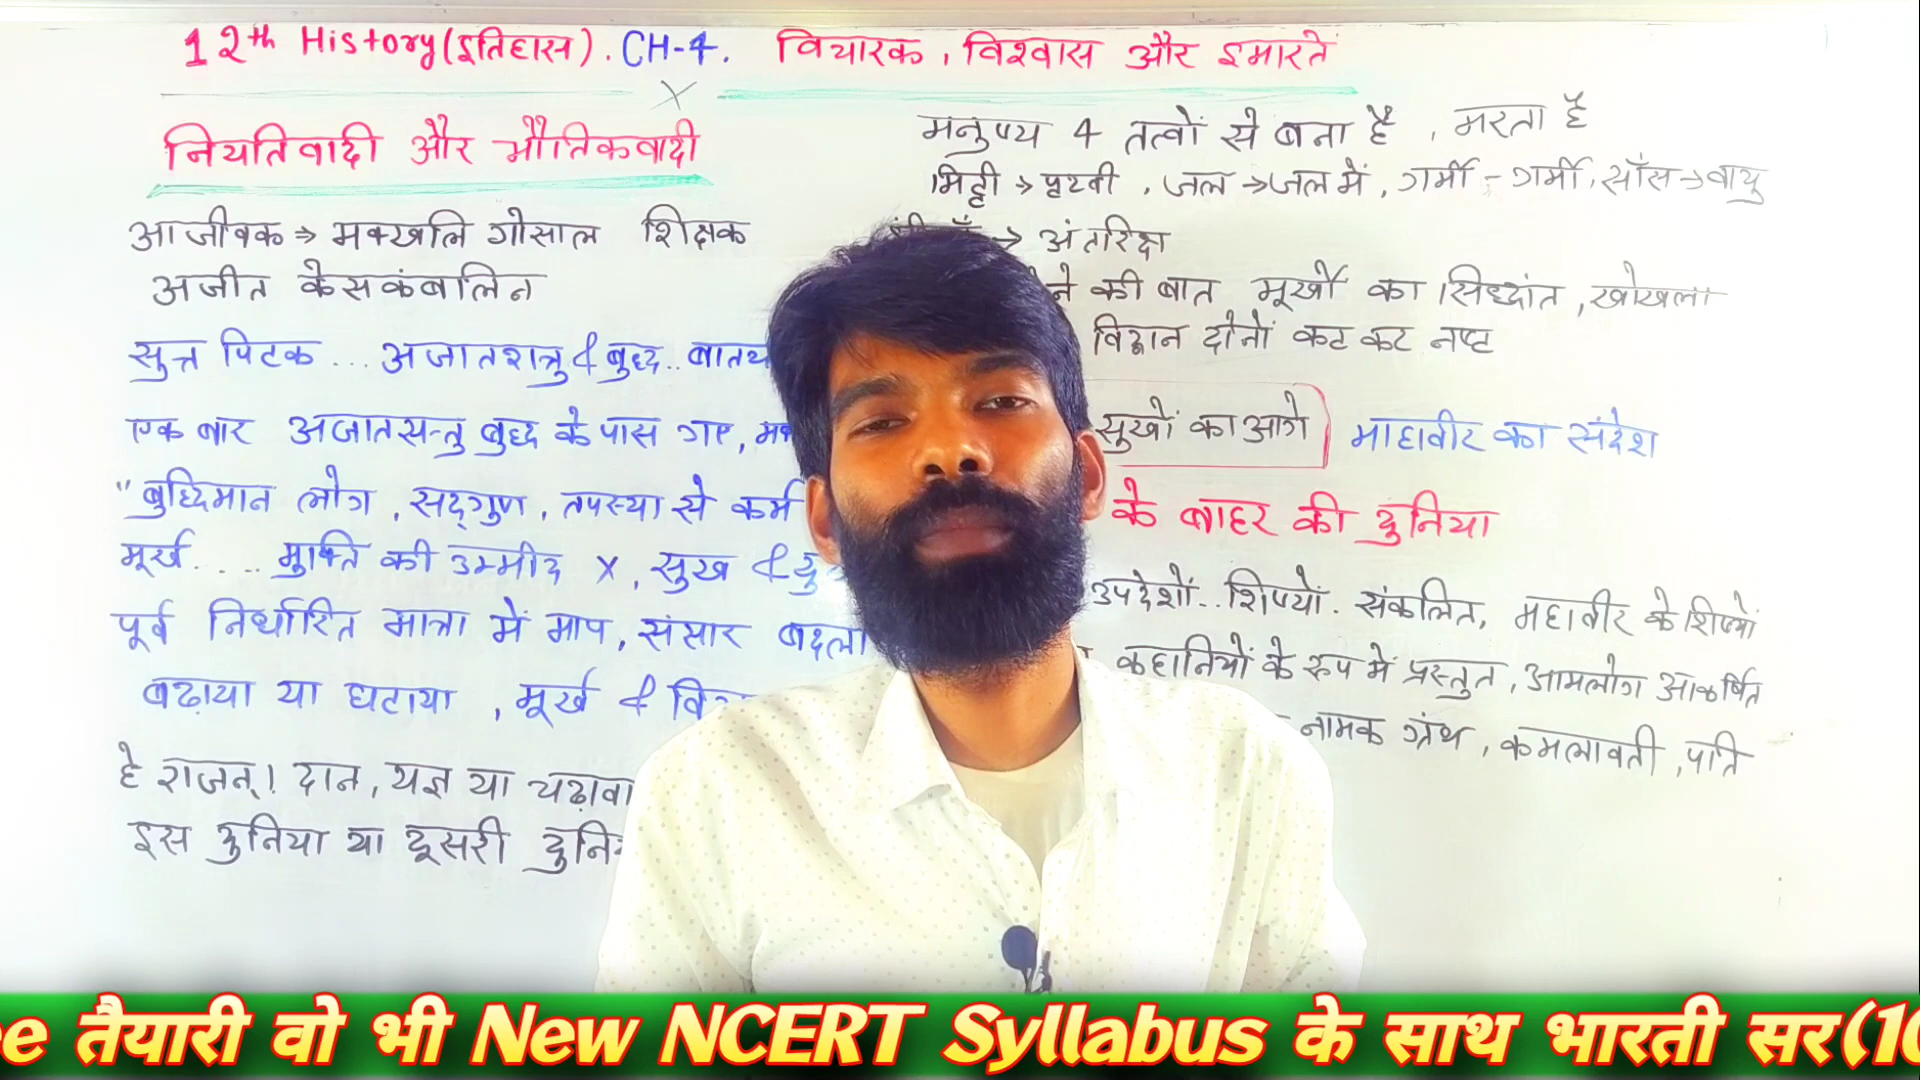 12th History(इतिहास). CH-4. विचारक, विश्वास और इमारतें
नियतिवादी और भौतिकवादी
आजीवक → मक्खलि गोसाल शिक्षक
अजीत केसकंबलिन
सुत्त पिटक ... अजातशत्रु & बुद्ध ..
एक बार अजातसत्तु बुद्ध के पास गए,
"बुद्धिमान लोग, सद्गुण, तपस्या से कर्म
मूर्ख .... मुक्ति की उम्मीद x, सुख &
पूर्व निर्धारित मात्रा में माप, संसार
बढ़ाया या घटाया, मूर्ख &
हे राजन्! दान, यज्ञ या चढ़ावा
इस दुनिया या दूसरी
मनुष्य 4 तत्वों से बना है, मरता है
मिट्टी → पृथ्वी, जल → जल में, गर्मी - गर्मी, साँस → वायु
→ अंतरिक्ष
की बात मूर्खों का सिद्धांत, खोखला
विद्वान दोनों कट कट नष्ट
सुखों का आगे माहावीर का संदेश
के बाहर की दुनिया
उपदेशों.. शिष्यों. संकलित, महावीर के शिष्यों
कहानियों के रूप में प्रस्तुत, आमलोग आकर्षित
नामक ग्रंथ, कमलावती, पति
ee तैयारी वो भी New NCERT Syllabus के साथ भारती सर(10